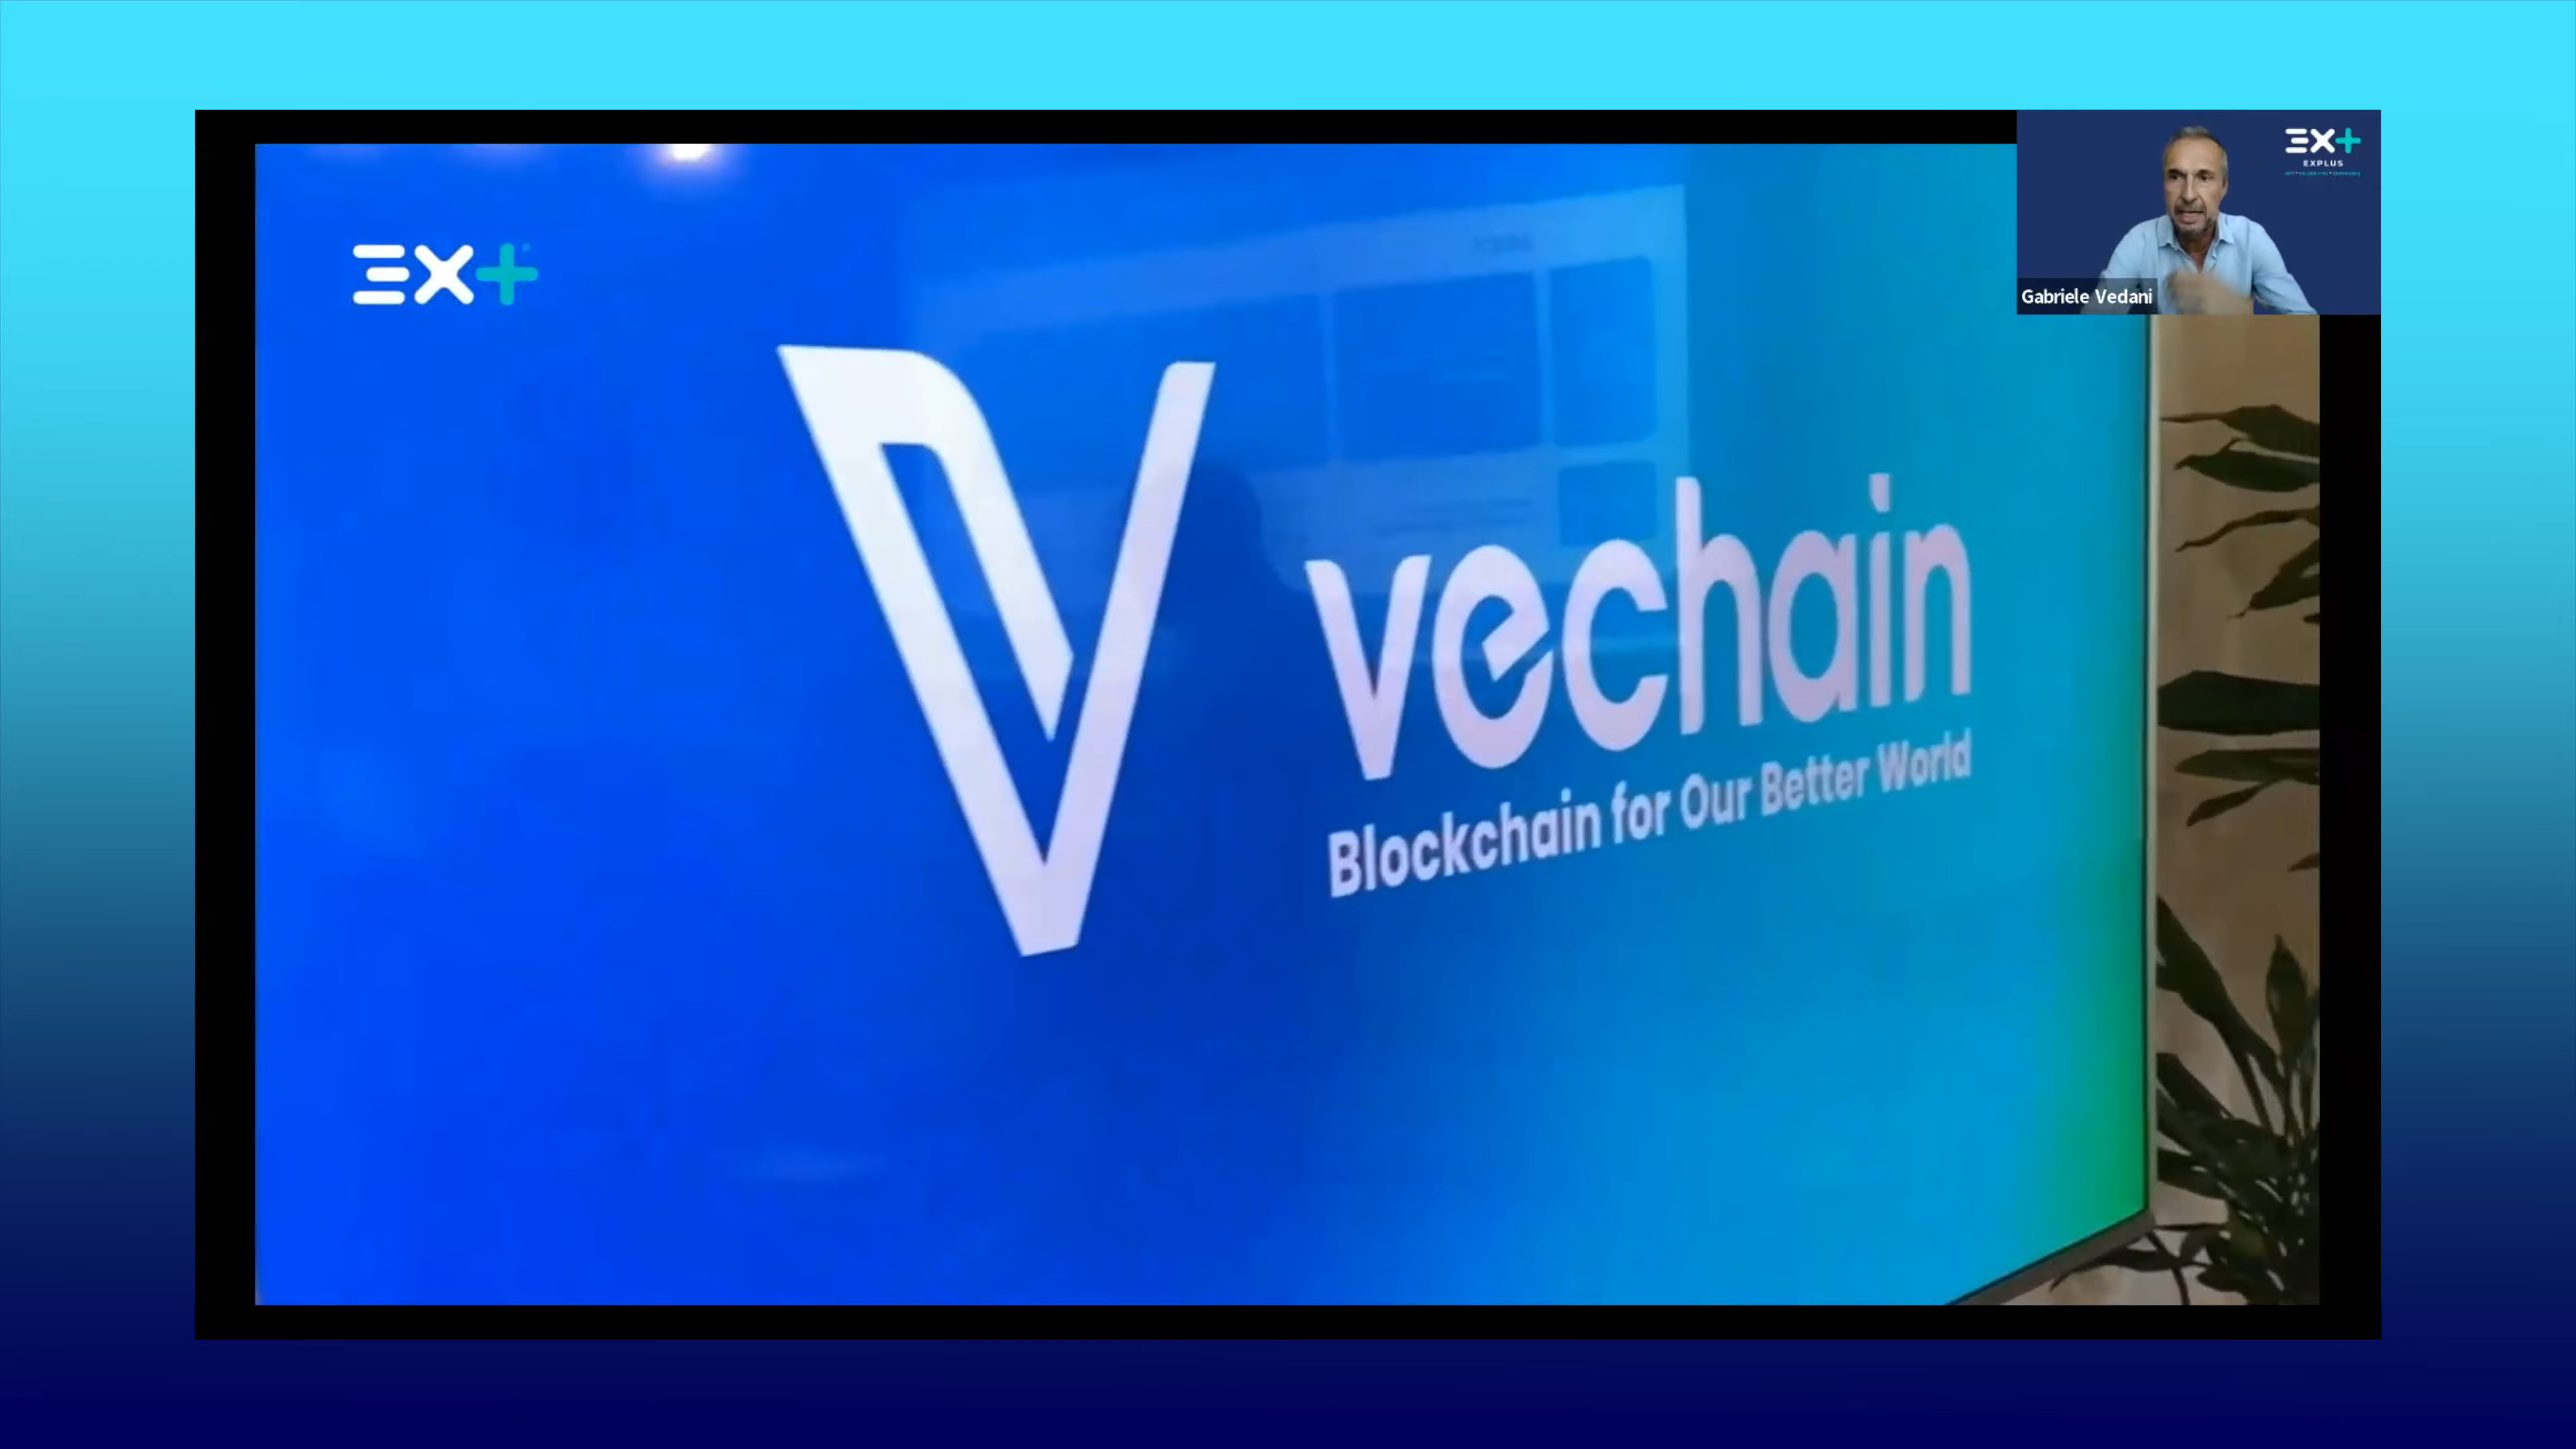 EX+
EX+
EXPLUS
Gabriele Vedani
vechain
Blockchain for Our Better World